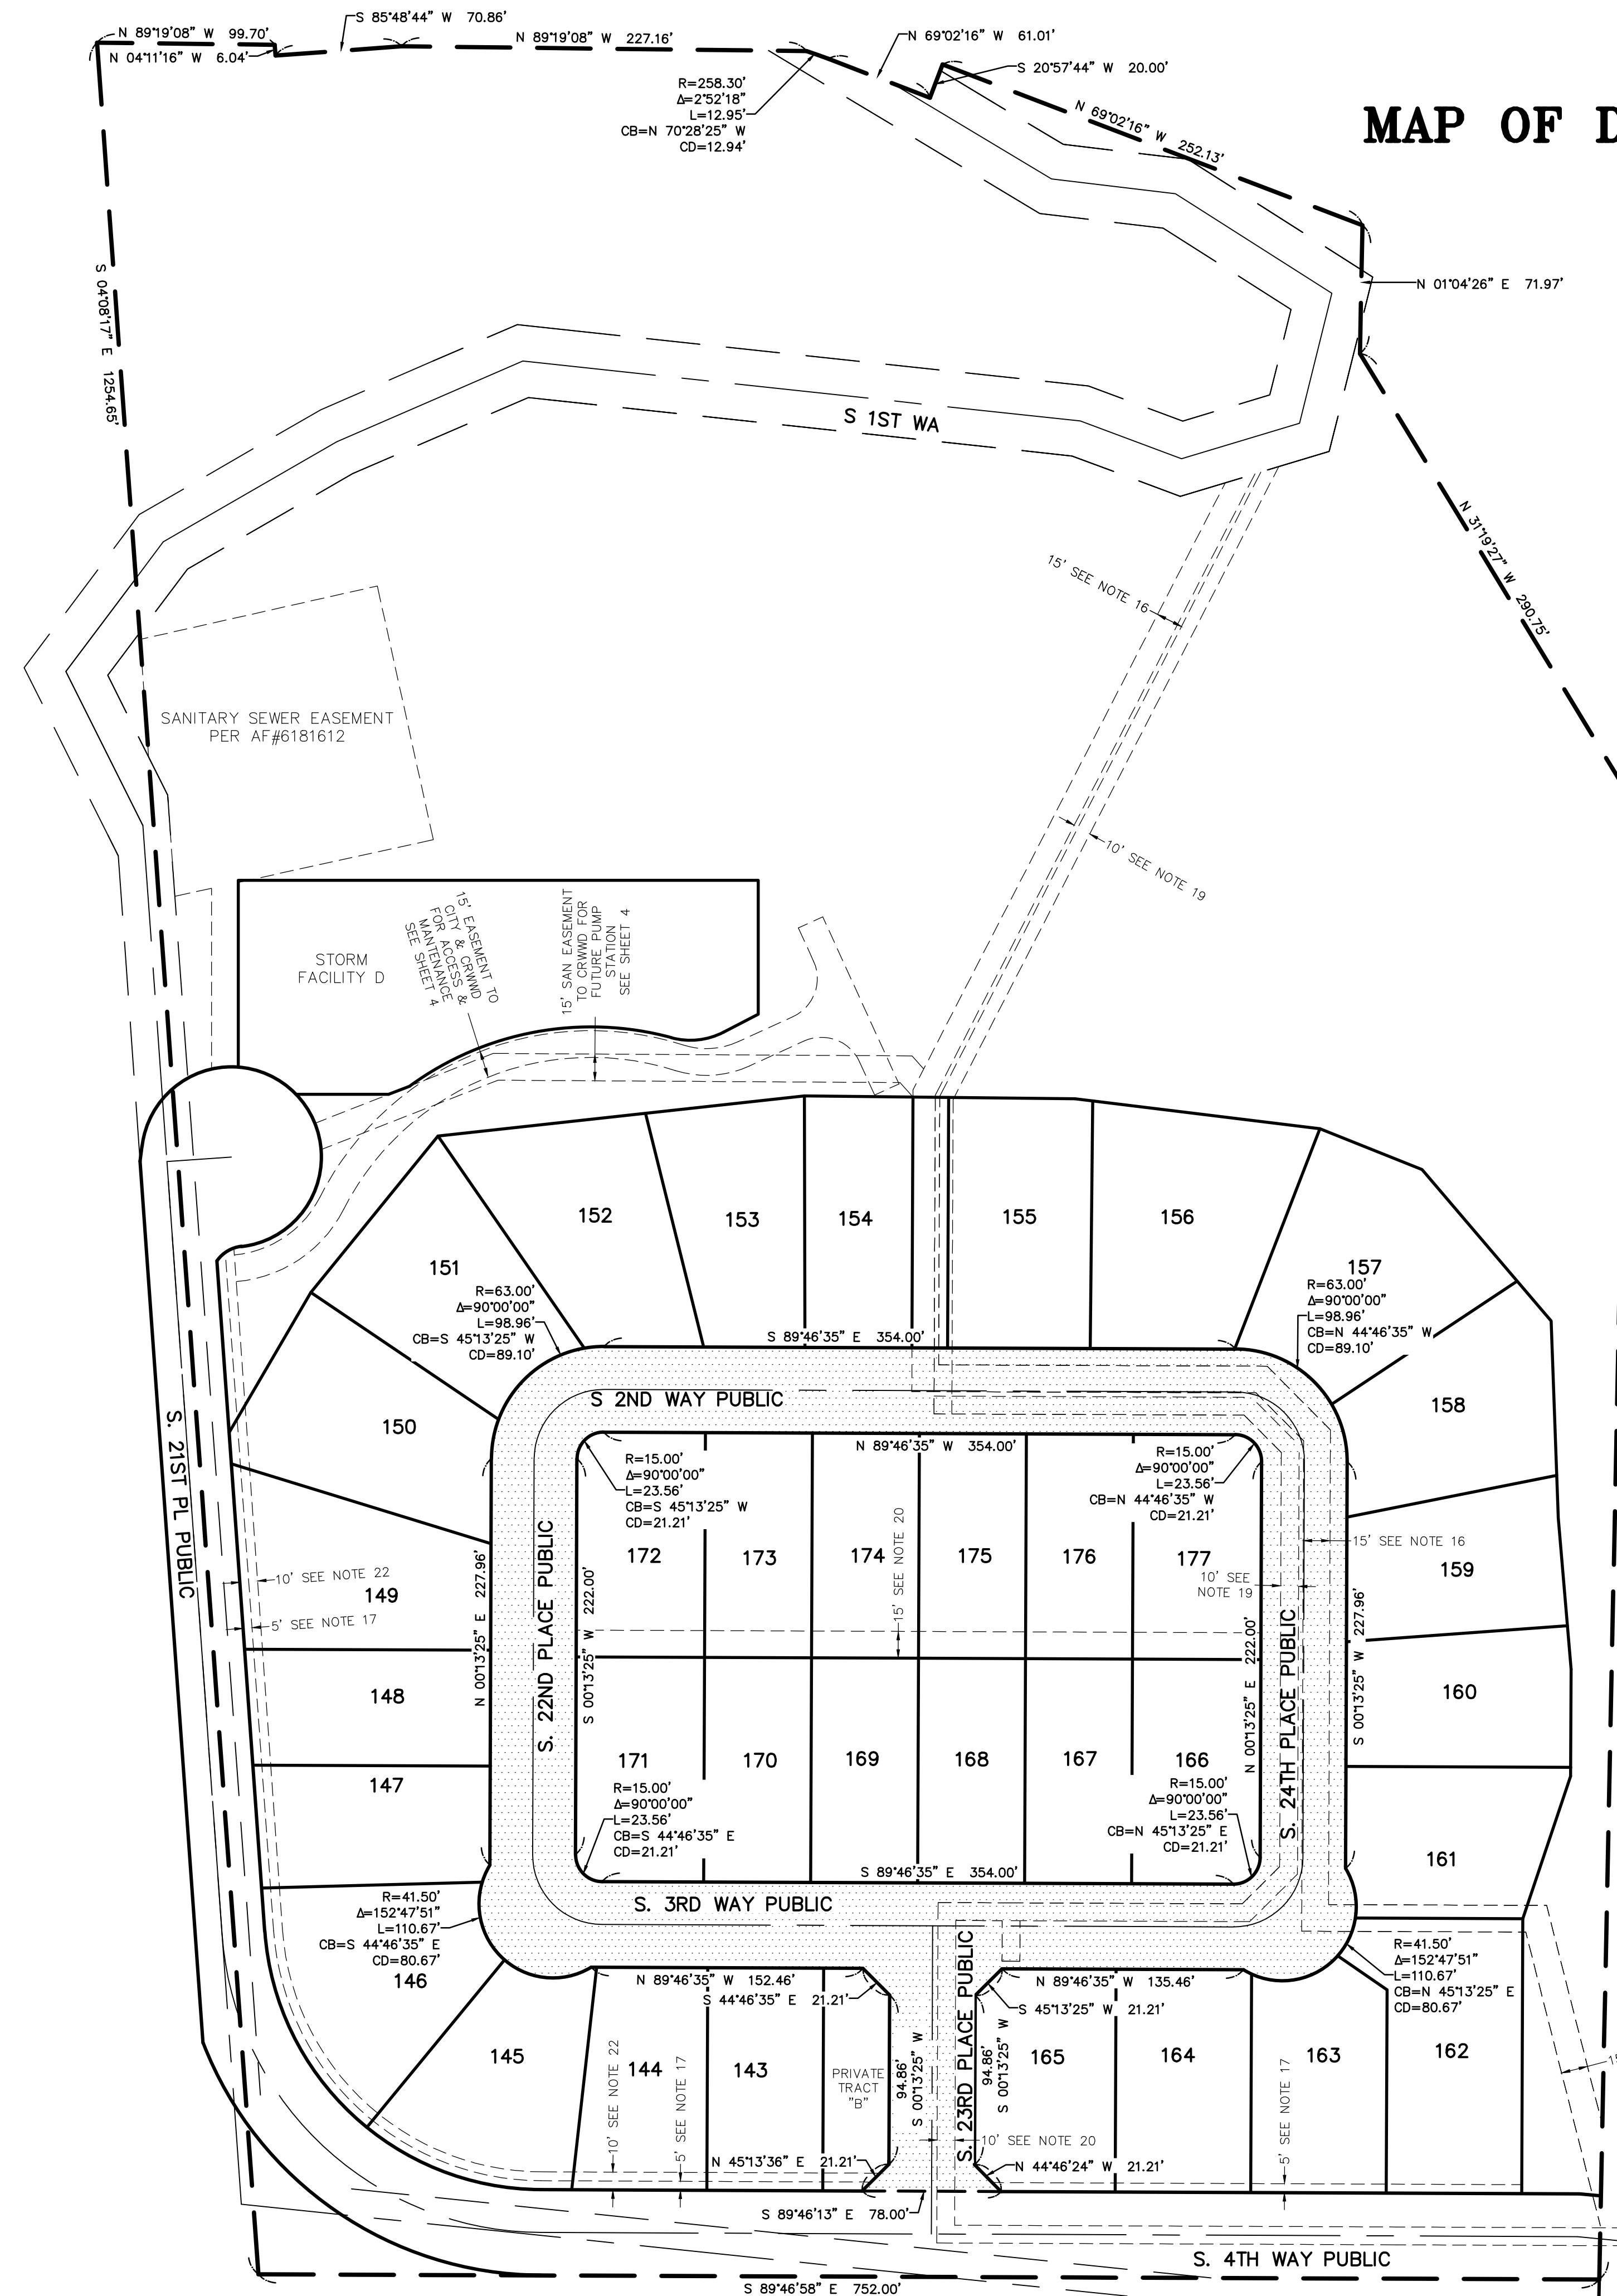 S 85°48'44" W 70.86'
N 89°19'08" W 99.70'
N 04°11'16" W 6.04'
N 89°19'08" W 227.16'
N 69°02'16" W 61.01'
S 20°57'44" W 20.00'
R=258.30'
Δ=2°52'18"
L=12.95'
CB=N 70°28'25" W
CD=12.94'
N 69°02'16" W 252.13'
MAP OF D
N 01°04'26" E 71.97'
S 04°08'17" E 1254.65'
S 1ST WA
N 31°19'27" W 290.75'
15' SEE NOTE 16
SANITARY SEWER EASEMENT
PER AF#6181612
10' SEE NOTE 19
STORM
FACILITY D
15' EASEMENT TO
CITY & CRWWD
FOR ACCESS &
MANTENANCE
SEE SHEET 4
15' SAN EASEMENT
TO CRWWD FOR
FUTURE PUMP
STATION
SEE SHEET 4
152
153
154
155
156
151
157
R=63.00'
Δ=90°00'00"
L=98.96'
CB=S 45°13'25" W
CD=89.10'
R=63.00'
Δ=90°00'00"
L=98.96'
CB=N 44°46'35" W
CD=89.10'
S 89°46'35" E 354.00'
S 2ND WAY PUBLIC
150
158
S. 21ST PL PUBLIC
N 89°46'35" W 354.00'
R=15.00'
Δ=90°00'00"
L=23.56'
CB=S 45°13'25" W
CD=21.21'
R=15.00'
Δ=90°00'00"
L=23.56'
CB=N 44°46'35" W
CD=21.21'
15' SEE NOTE 20
172
173
174
175
176
177
15' SEE NOTE 16
159
10' SEE
NOTE 19
10' SEE NOTE 22
149
5' SEE NOTE 17
N 00°13'25" E 227.96'
S. 22ND PLACE PUBLIC
S 00°13'25" W 222.00'
N 00°13'25" E 222.00'
S. 24TH PLACE PUBLIC
S 00°13'25" W 227.96'
148
160
147
171
170
169
168
167
166
R=15.00'
Δ=90°00'00"
L=23.56'
CB=S 44°46'35" E
CD=21.21'
R=15.00'
Δ=90°00'00"
L=23.56'
CB=N 45°13'25" E
CD=21.21'
161
S 89°46'35" E 354.00'
S. 3RD WAY PUBLIC
R=41.50'
Δ=152°47'51"
L=110.67'
CB=S 44°46'35" E
CD=80.67'
146
R=41.50'
Δ=152°47'51"
L=110.67'
CB=N 45°13'25" E
CD=80.67'
N 89°46'35" W 152.46'
S 44°46'35" E 21.21'
N 89°46'35" W 135.46'
S 45°13'25" W 21.21'
145
144
143
PRIVATE
TRACT
"B"
94.86'
S 00°13'25" W
S. 23RD PLACE PUBLIC
94.86'
S 00°13'25" W
165
164
163
162
10' SEE NOTE 22
5' SEE NOTE 17
10' SEE NOTE 20
5' SEE NOTE 17
15
N 45°13'36" E 21.21'
N 44°46'24" W 21.21'
S 89°46'13" E 78.00'
S. 4TH WAY PUBLIC
S 89°46'58" E 752.00'